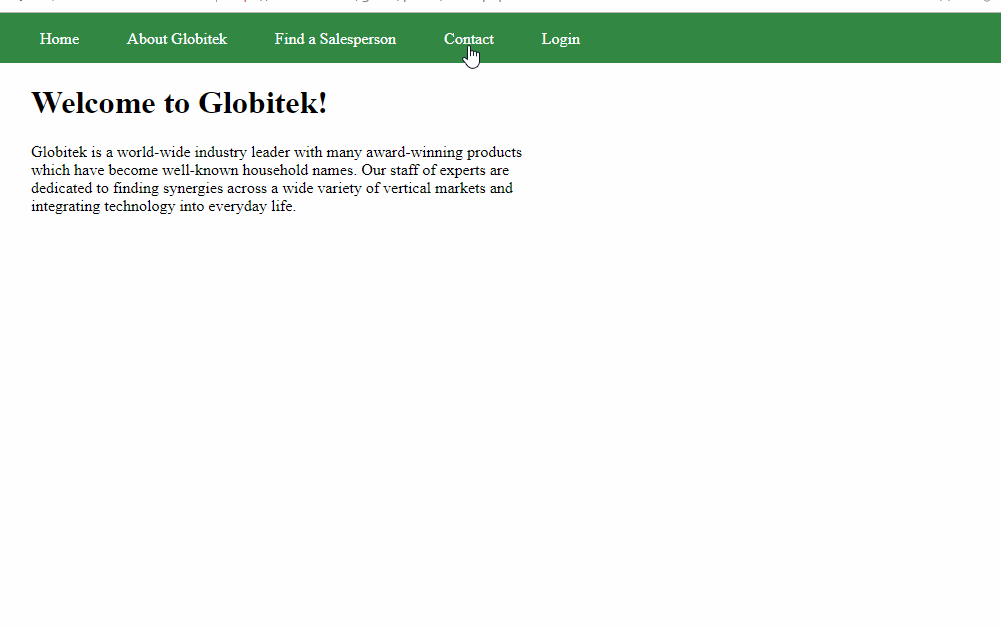 Home About Globitek Find a Salesperson Contact Login
Welcome to Globitek!
Globitek is a world-wide industry leader with many award-winning products
which have become well-known household names. Our staff of experts are
dedicated to finding synergies across a wide variety of vertical markets and
integrating technology into everyday life.